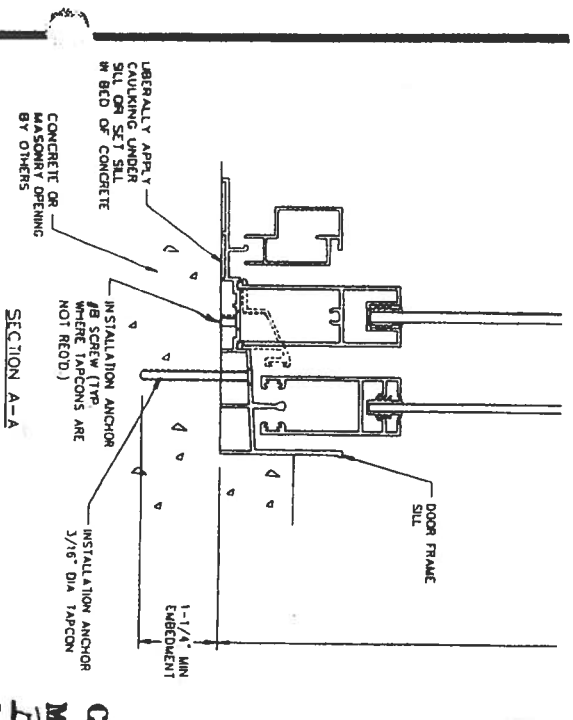 LIBERALLY APPLY
CAULKING UNDER
SILL OR SET SILL
IN BED OF CONCRETE
CONCRETE OR
MASONRY OPENING
BY OTHERS
INSTALLATION ANCHOR
#8 SCREW (TYP.
WHERE TAPCONS ARE
NOT REQ'D.)
SECTION A-A
INSTALLATION ANCHOR
3/16" DIA TAPCON
1-1/4" MIN
EMBEDMENT
DOOR FRAME
SILL
C
M